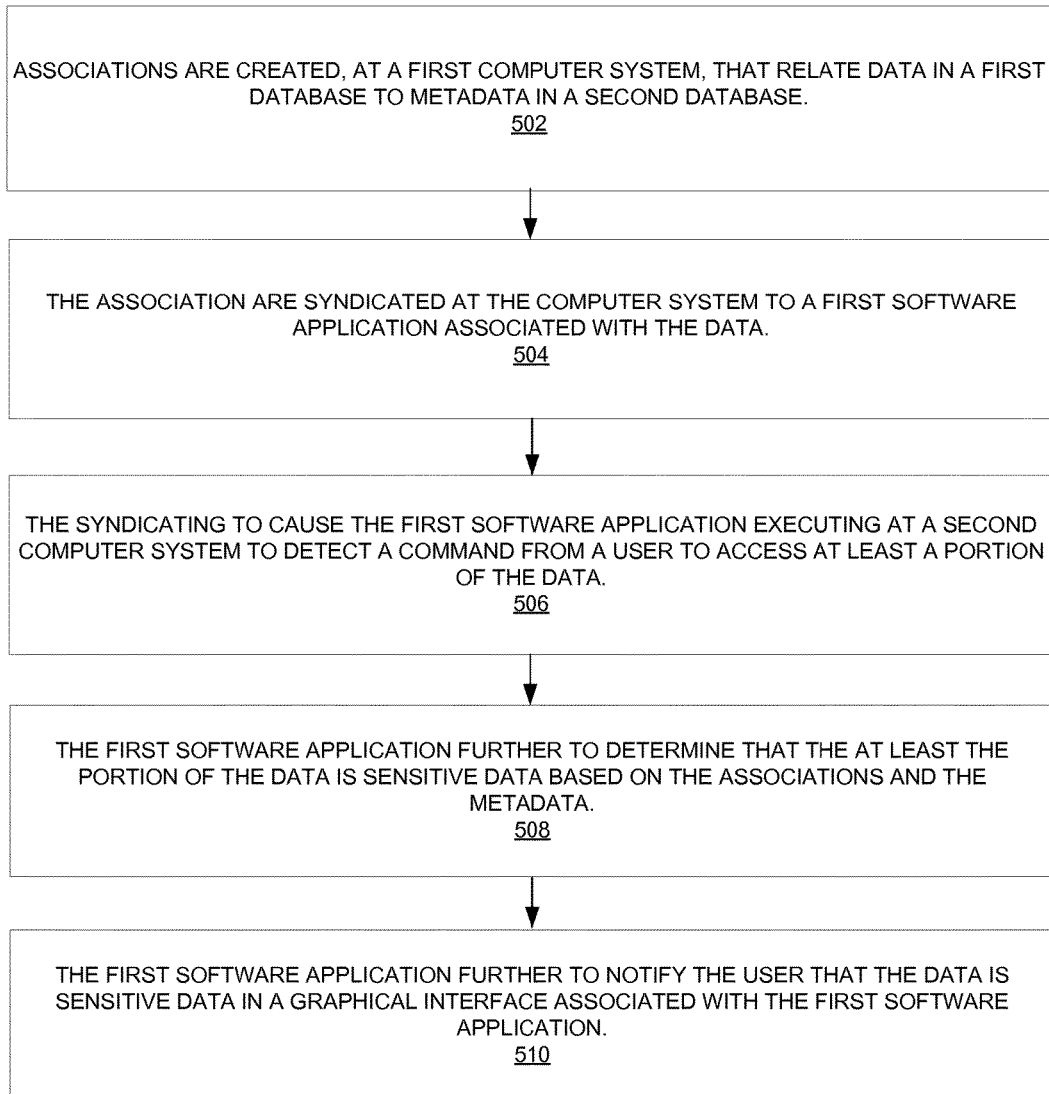 ASSOCIATIONS ARE CREATED, AT A FIRST COMPUTER SYSTEM, THAT RELATE DATA IN A FIRST
DATABASE TO METADATA IN A SECOND DATABASE.
502
THE ASSOCIATION ARE SYNDICATED AT THE COMPUTER SYSTEM TO A FIRST SOFTWARE
APPLICATION ASSOCIATED WITH THE DATA.
504
THE SYNDICATING TO CAUSE THE FIRST SOFTWARE APPLICATION EXECUTING AT A SECOND
COMPUTER SYSTEM TO DETECT A COMMAND FROM A USER TO ACCESS AT LEAST A PORTION
OF THE DATA.
506
THE FIRST SOFTWARE APPLICATION FURTHER TO DETERMINE THAT THE AT LEAST THE
PORTION OF THE DATA IS SENSITIVE DATA BASED ON THE ASSOCIATIONS AND THE
METADATA.
508
THE FIRST SOFTWARE APPLICATION FURTHER TO NOTIFY THE USER THAT THE DATA IS
SENSITIVE DATA IN A GRAPHICAL INTERFACE ASSOCIATED WITH THE FIRST SOFTWARE
APPLICATION.
510